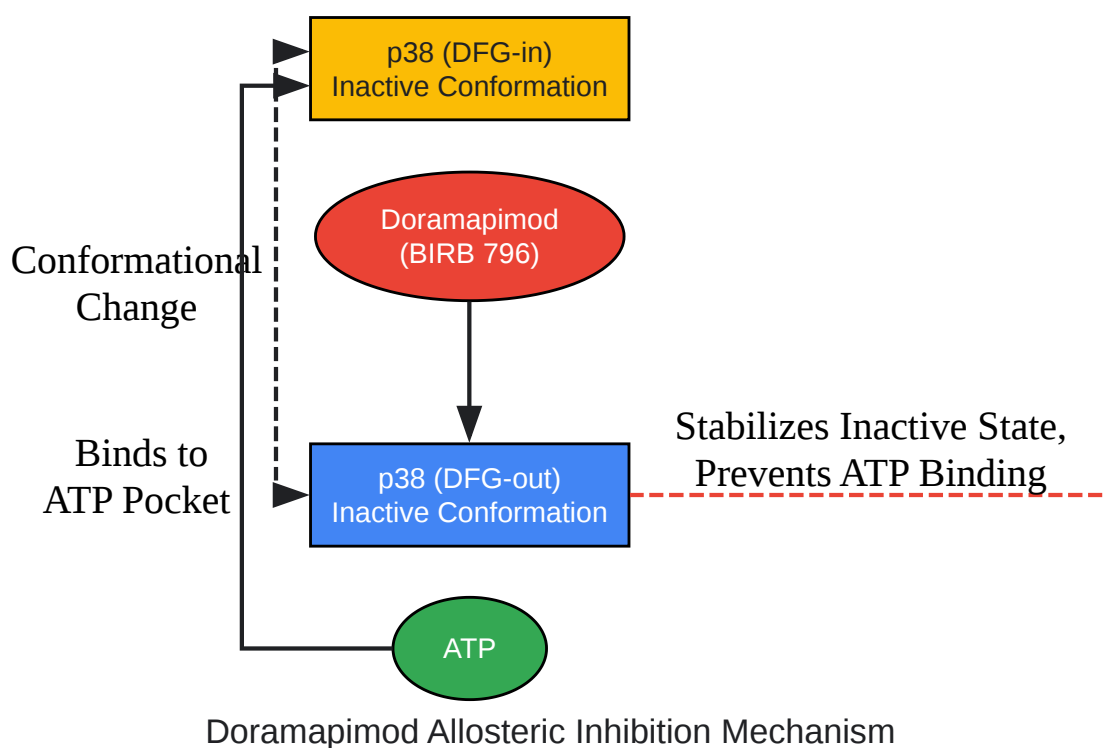 p38 (DFG-in)
Inactive Conformation
Doramapimod
(BIRB 796)
Conformational
Change
Stabilizes Inactive State,
Prevents ATP Binding
Binds to
ATP Pocket
p38 (DFG-out)
Inactive Conformation
ATP
Doramapimod Allosteric Inhibition Mechanism